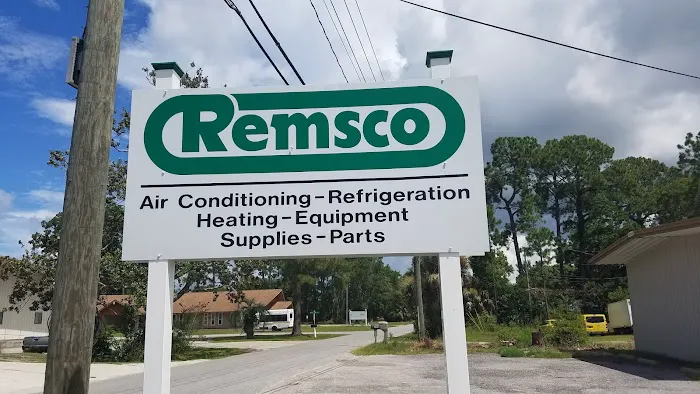 Remsco
Air Conditioning-Refrigeration
Heating-Equipment
Supplies-Parts